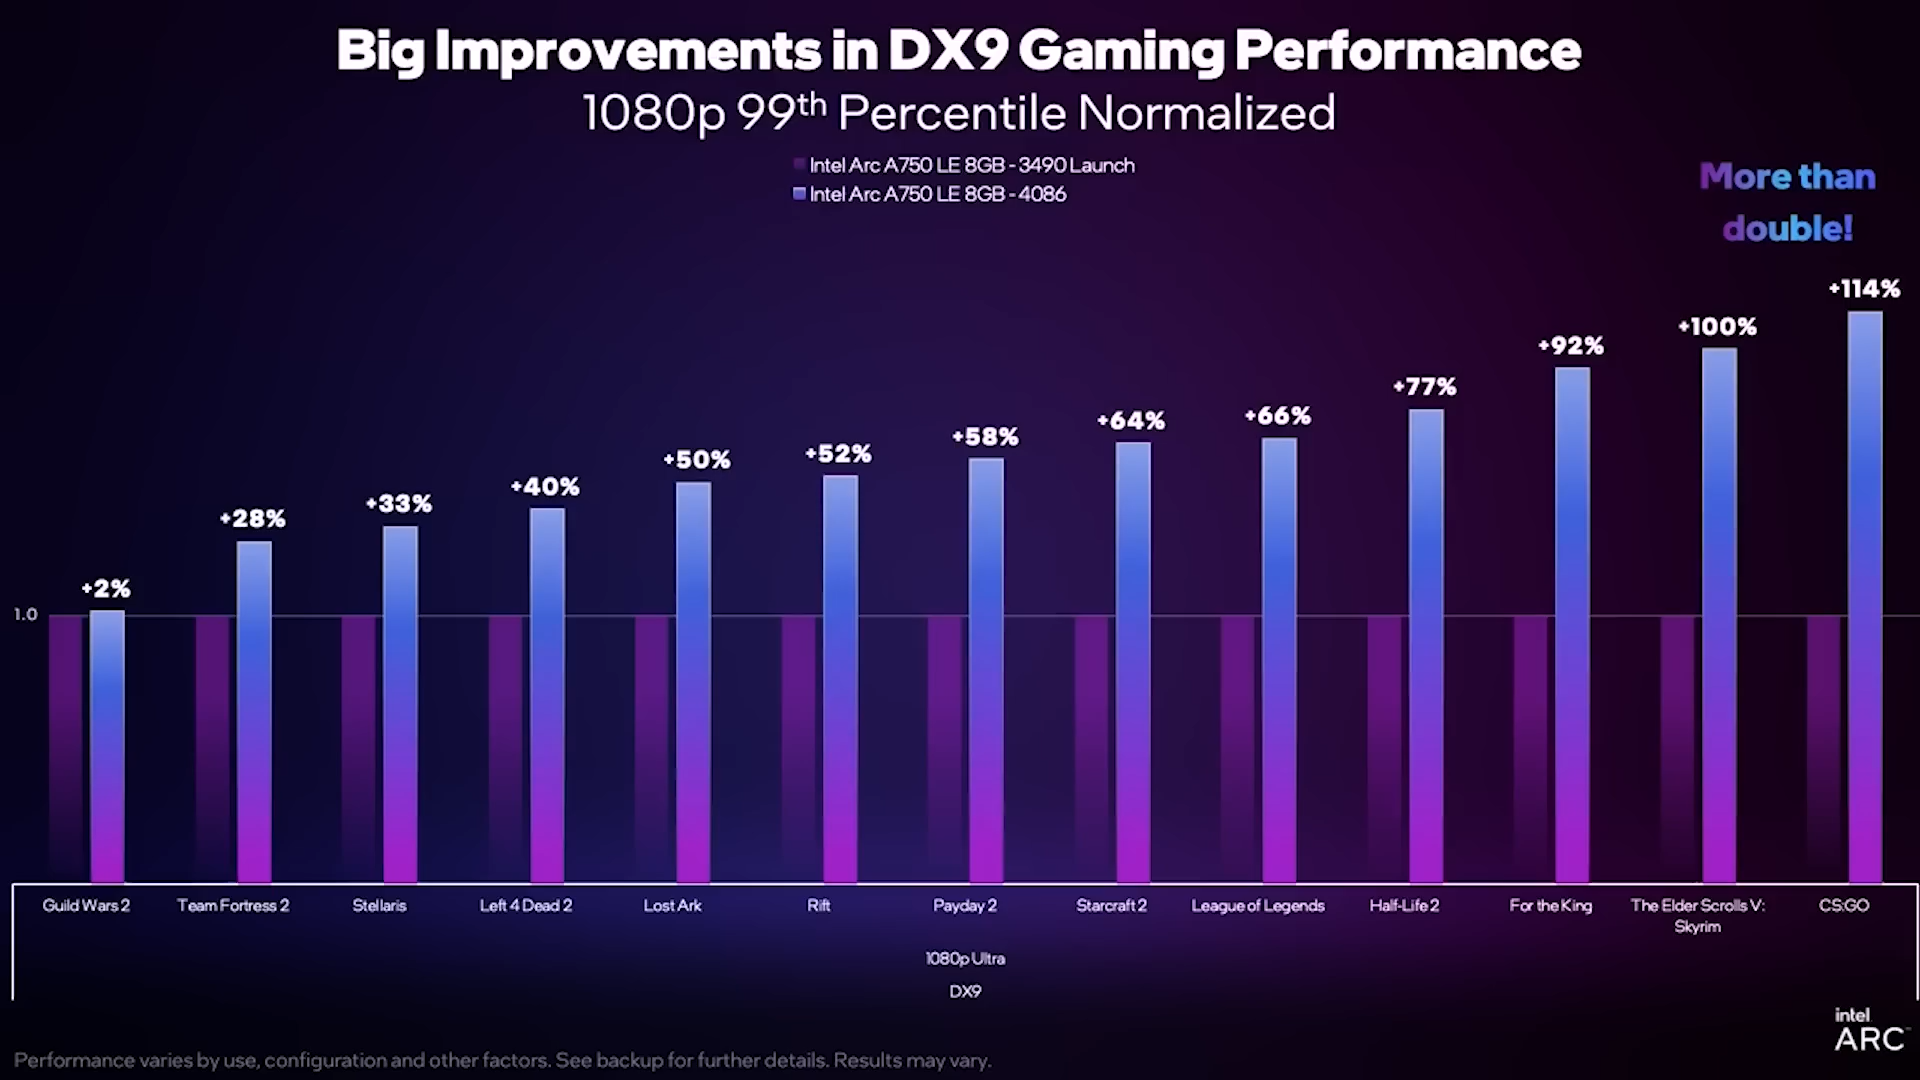 Big Improvements in DX9 Gaming Performance
1080p 99th Percentile Normalized
Intel Arc A750 LE 8GB - 3490 Launch
Intel Arc A750 LE 8GB - 4086
More than
double!
+2%
+28%
+33%
+40%
+50%
+52%
+58%
+64%
+66%
+77%
+92%
+100%
+114%
1.0
Guild Wars 2
Team Fortress 2
Stellaris
Left 4 Dead 2
Lost Ark
Rift
Payday 2
Starcraft 2
League of Legends
Half-Life 2
For the King
The Elder Scrolls V:
Skyrim
CS:GO
1080p Ultra
DX9
intel
ARC
Performance varies by use, configuration and other factors. See backup for further details. Results may vary.